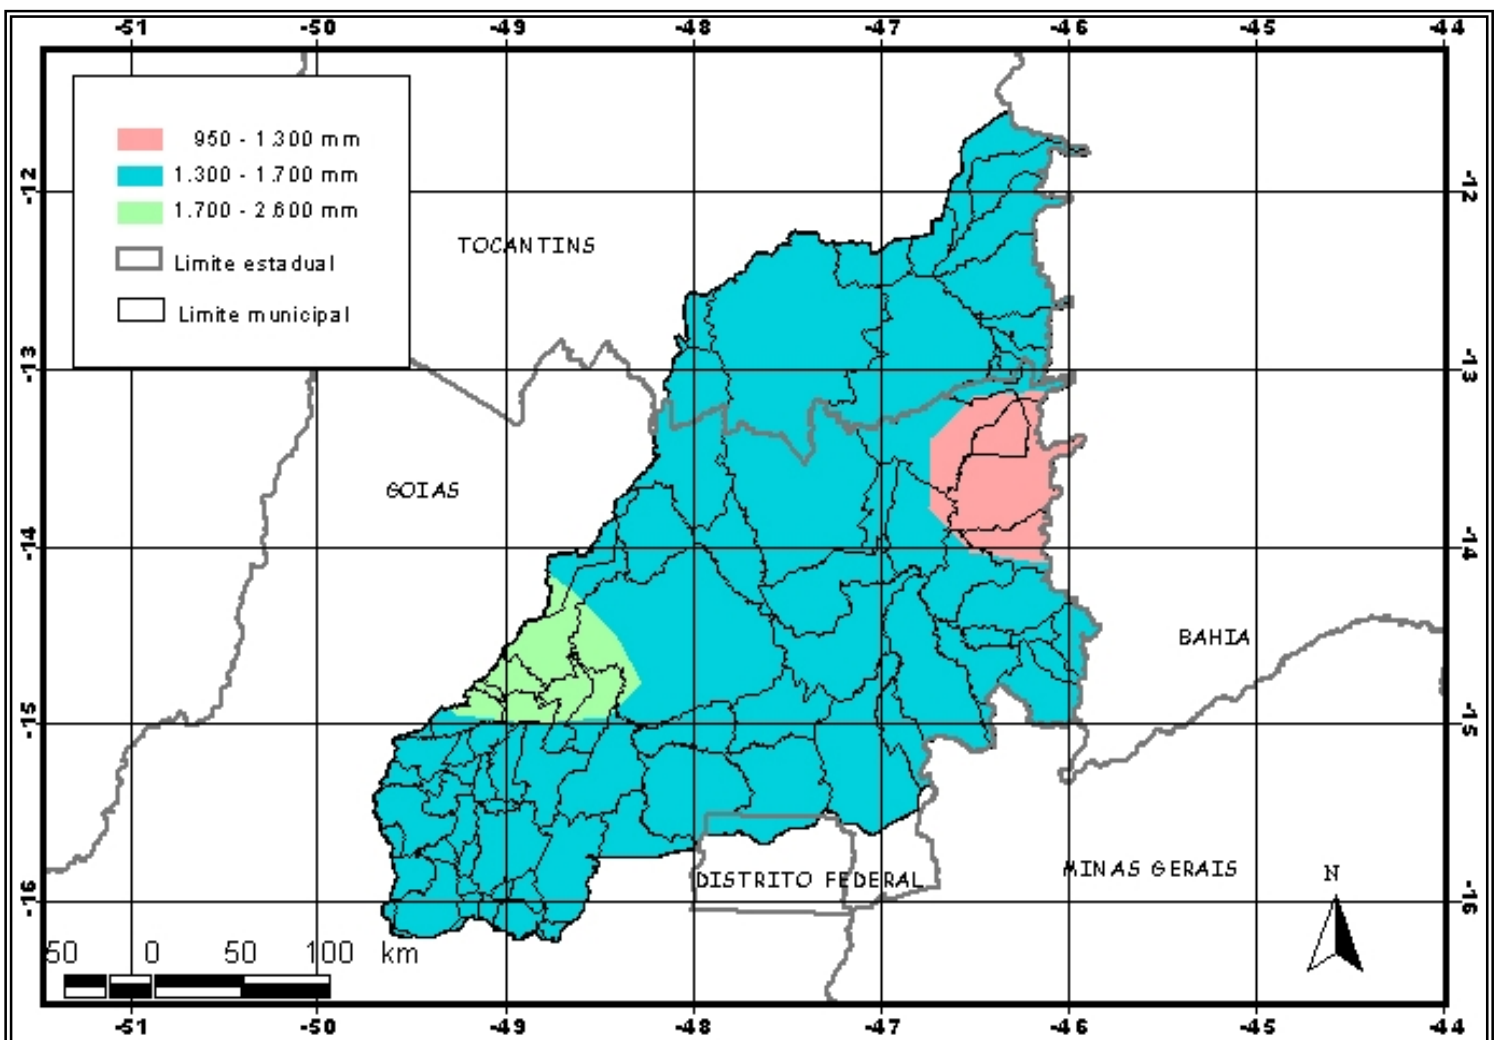 -51 -50 -49 -48 -47 -46 -45 -44
950 - 1.300 mm
1.300 - 1.700 mm
1.700 - 2.600 mm
Limite estadual
Limite municipal
-12 -12
TOCANTINS
-13 -13
GOIAS
-14 -14
BAHIA
-15 -15
MINAS GERAIS
DISTRITO FEDERAL
N
-16 -16
50 0 50 100 km
-51 -50 -49 -48 -47 -46 -45 -44